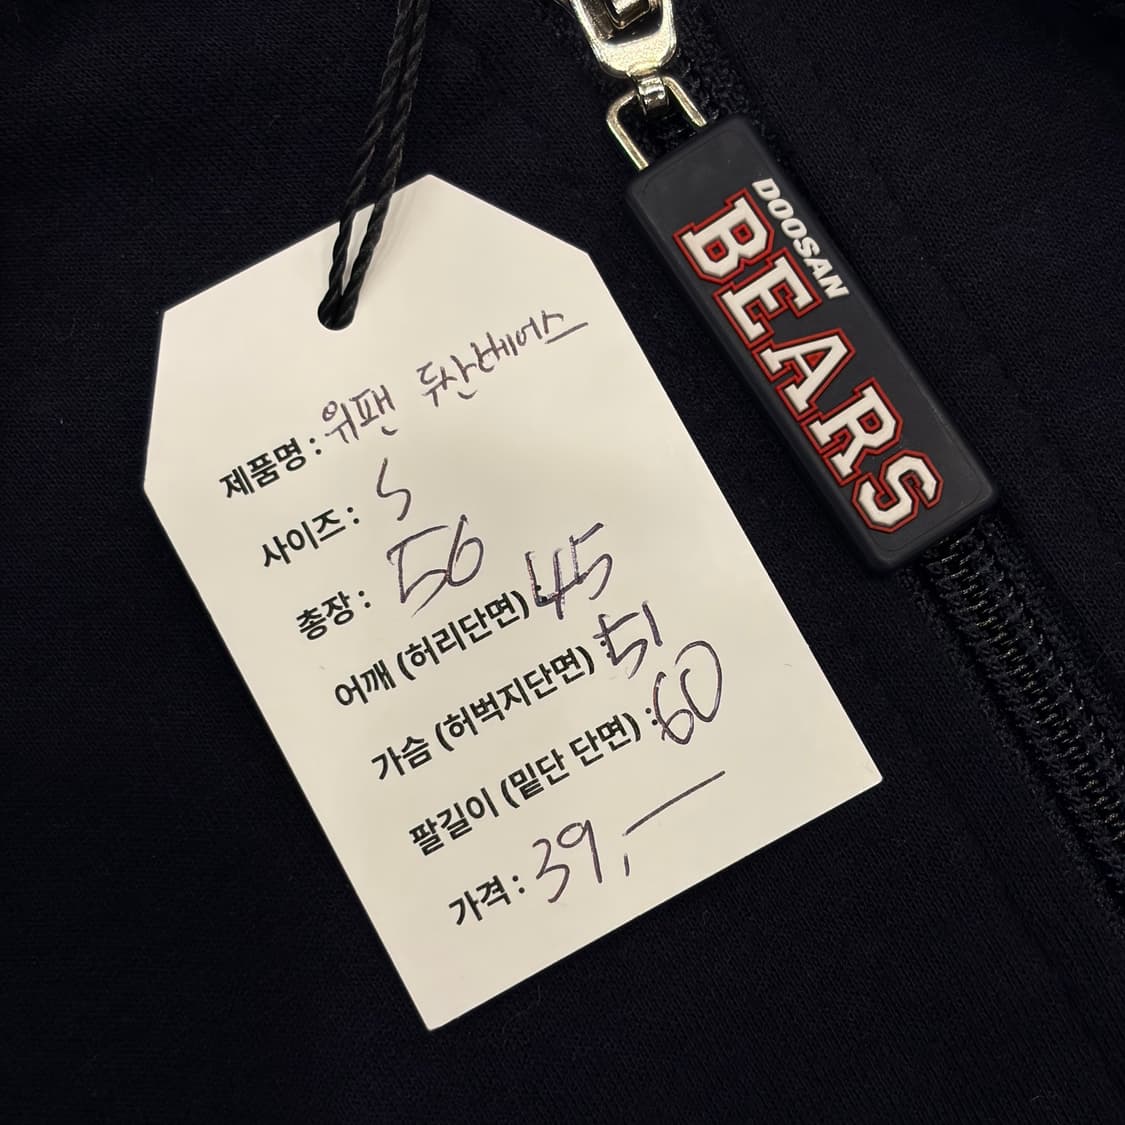 제품명 : 위팬 두산베어스
사이즈 : S
총장 : 56
어깨 (허리단면) : 45
가슴 (허벅지단면) : 51
팔길이 (밑단 단면) : 60
가격 : 39,—
DOOSAN
BEARS